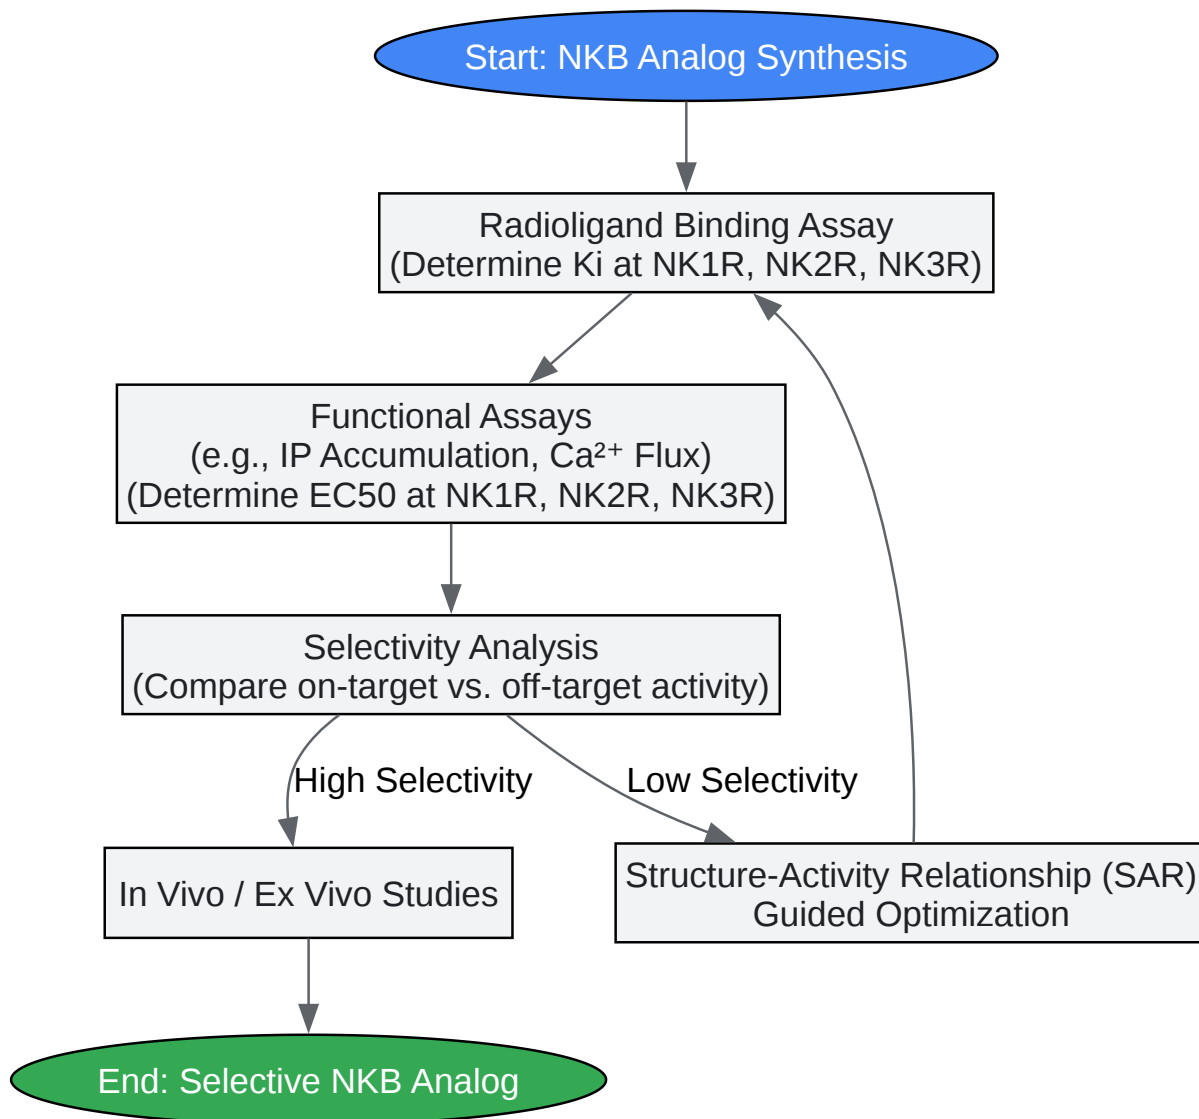 Start: NKB Analog Synthesis
Radioligand Binding Assay
(Determine Ki at NK1R, NK2R, NK3R)
Functional Assays
(e.g., IP Accumulation, Ca²⁺ Flux)
(Determine EC50 at NK1R, NK2R, NK3R)
Selectivity Analysis
(Compare on-target vs. off-target activity)
High Selectivity
Low Selectivity
In Vivo / Ex Vivo Studies
Structure-Activity Relationship (SAR)
Guided Optimization
End: Selective NKB Analog